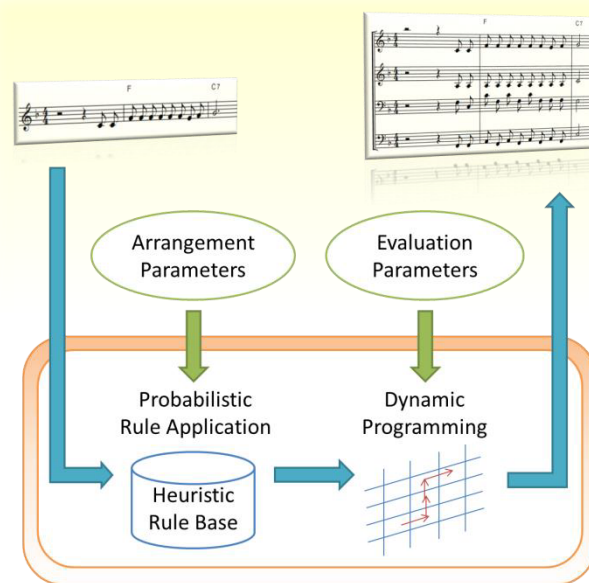 F
C7
F
C7
Arrangement
Parameters
Evaluation
Parameters
Probabilistic
Rule Application
Dynamic
Programming
Heuristic
Rule Base